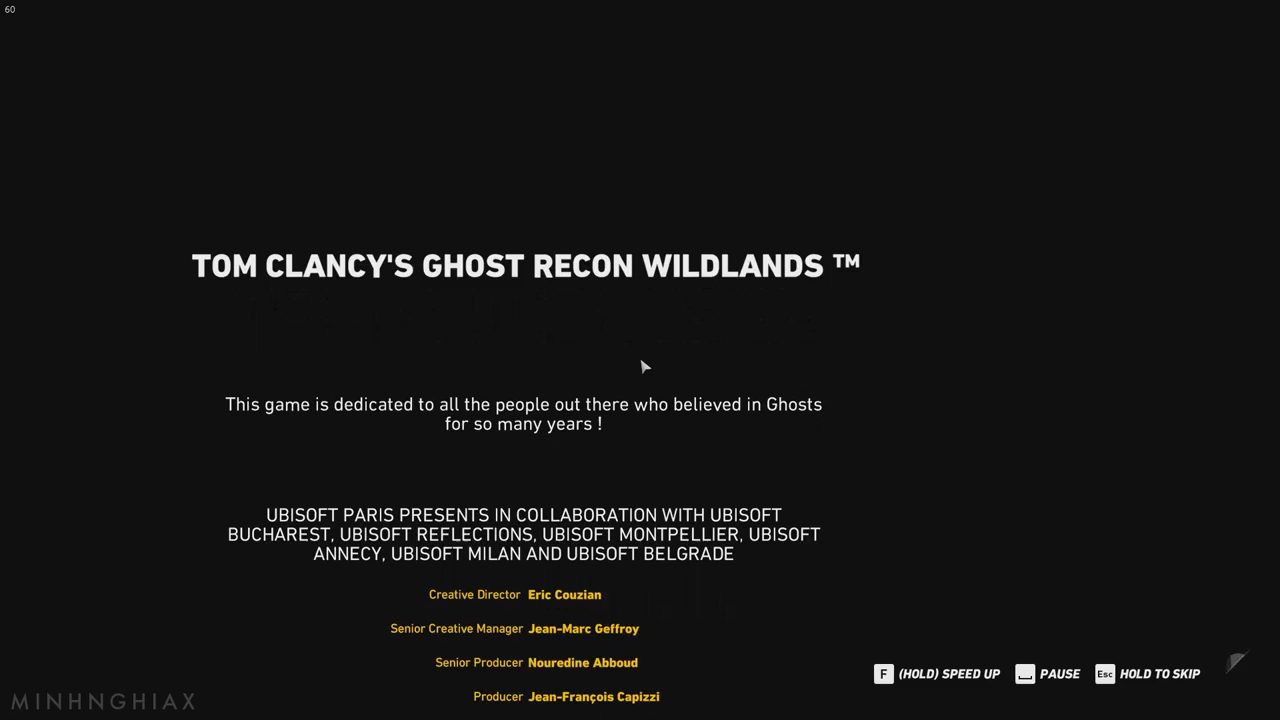 60
TOM CLANCY'S GHOST RECON WILDLANDS ™
This game is dedicated to all the people out there who believed in Ghosts
for so many years !
UBISOFT PARIS PRESENTS IN COLLABORATION WITH UBISOFT
BUCHAREST, UBISOFT REFLECTIONS, UBISOFT MONTPELLIER, UBISOFT
ANNECY, UBISOFT MILAN AND UBISOFT BELGRADE
Creative Director Eric Couzian
Senior Creative Manager Jean-Marc Geffroy
Senior Producer Nouredine Abboud
Producer Jean-François Capizzi
F (HOLD) SPEED UP PAUSE Esc HOLD TO SKIP
MINHNGHIAX